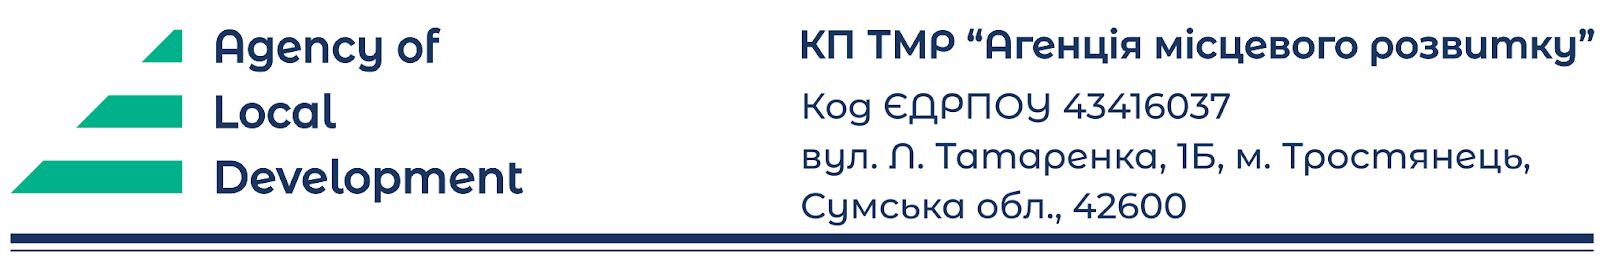 Agency of
Local
Development
КП ТМР “Агенція місцевого розвитку”
Код ЄДРПОУ 43416037
вул. Л. Татаренка, 1Б, м. Тростянець,
Сумська обл., 42600